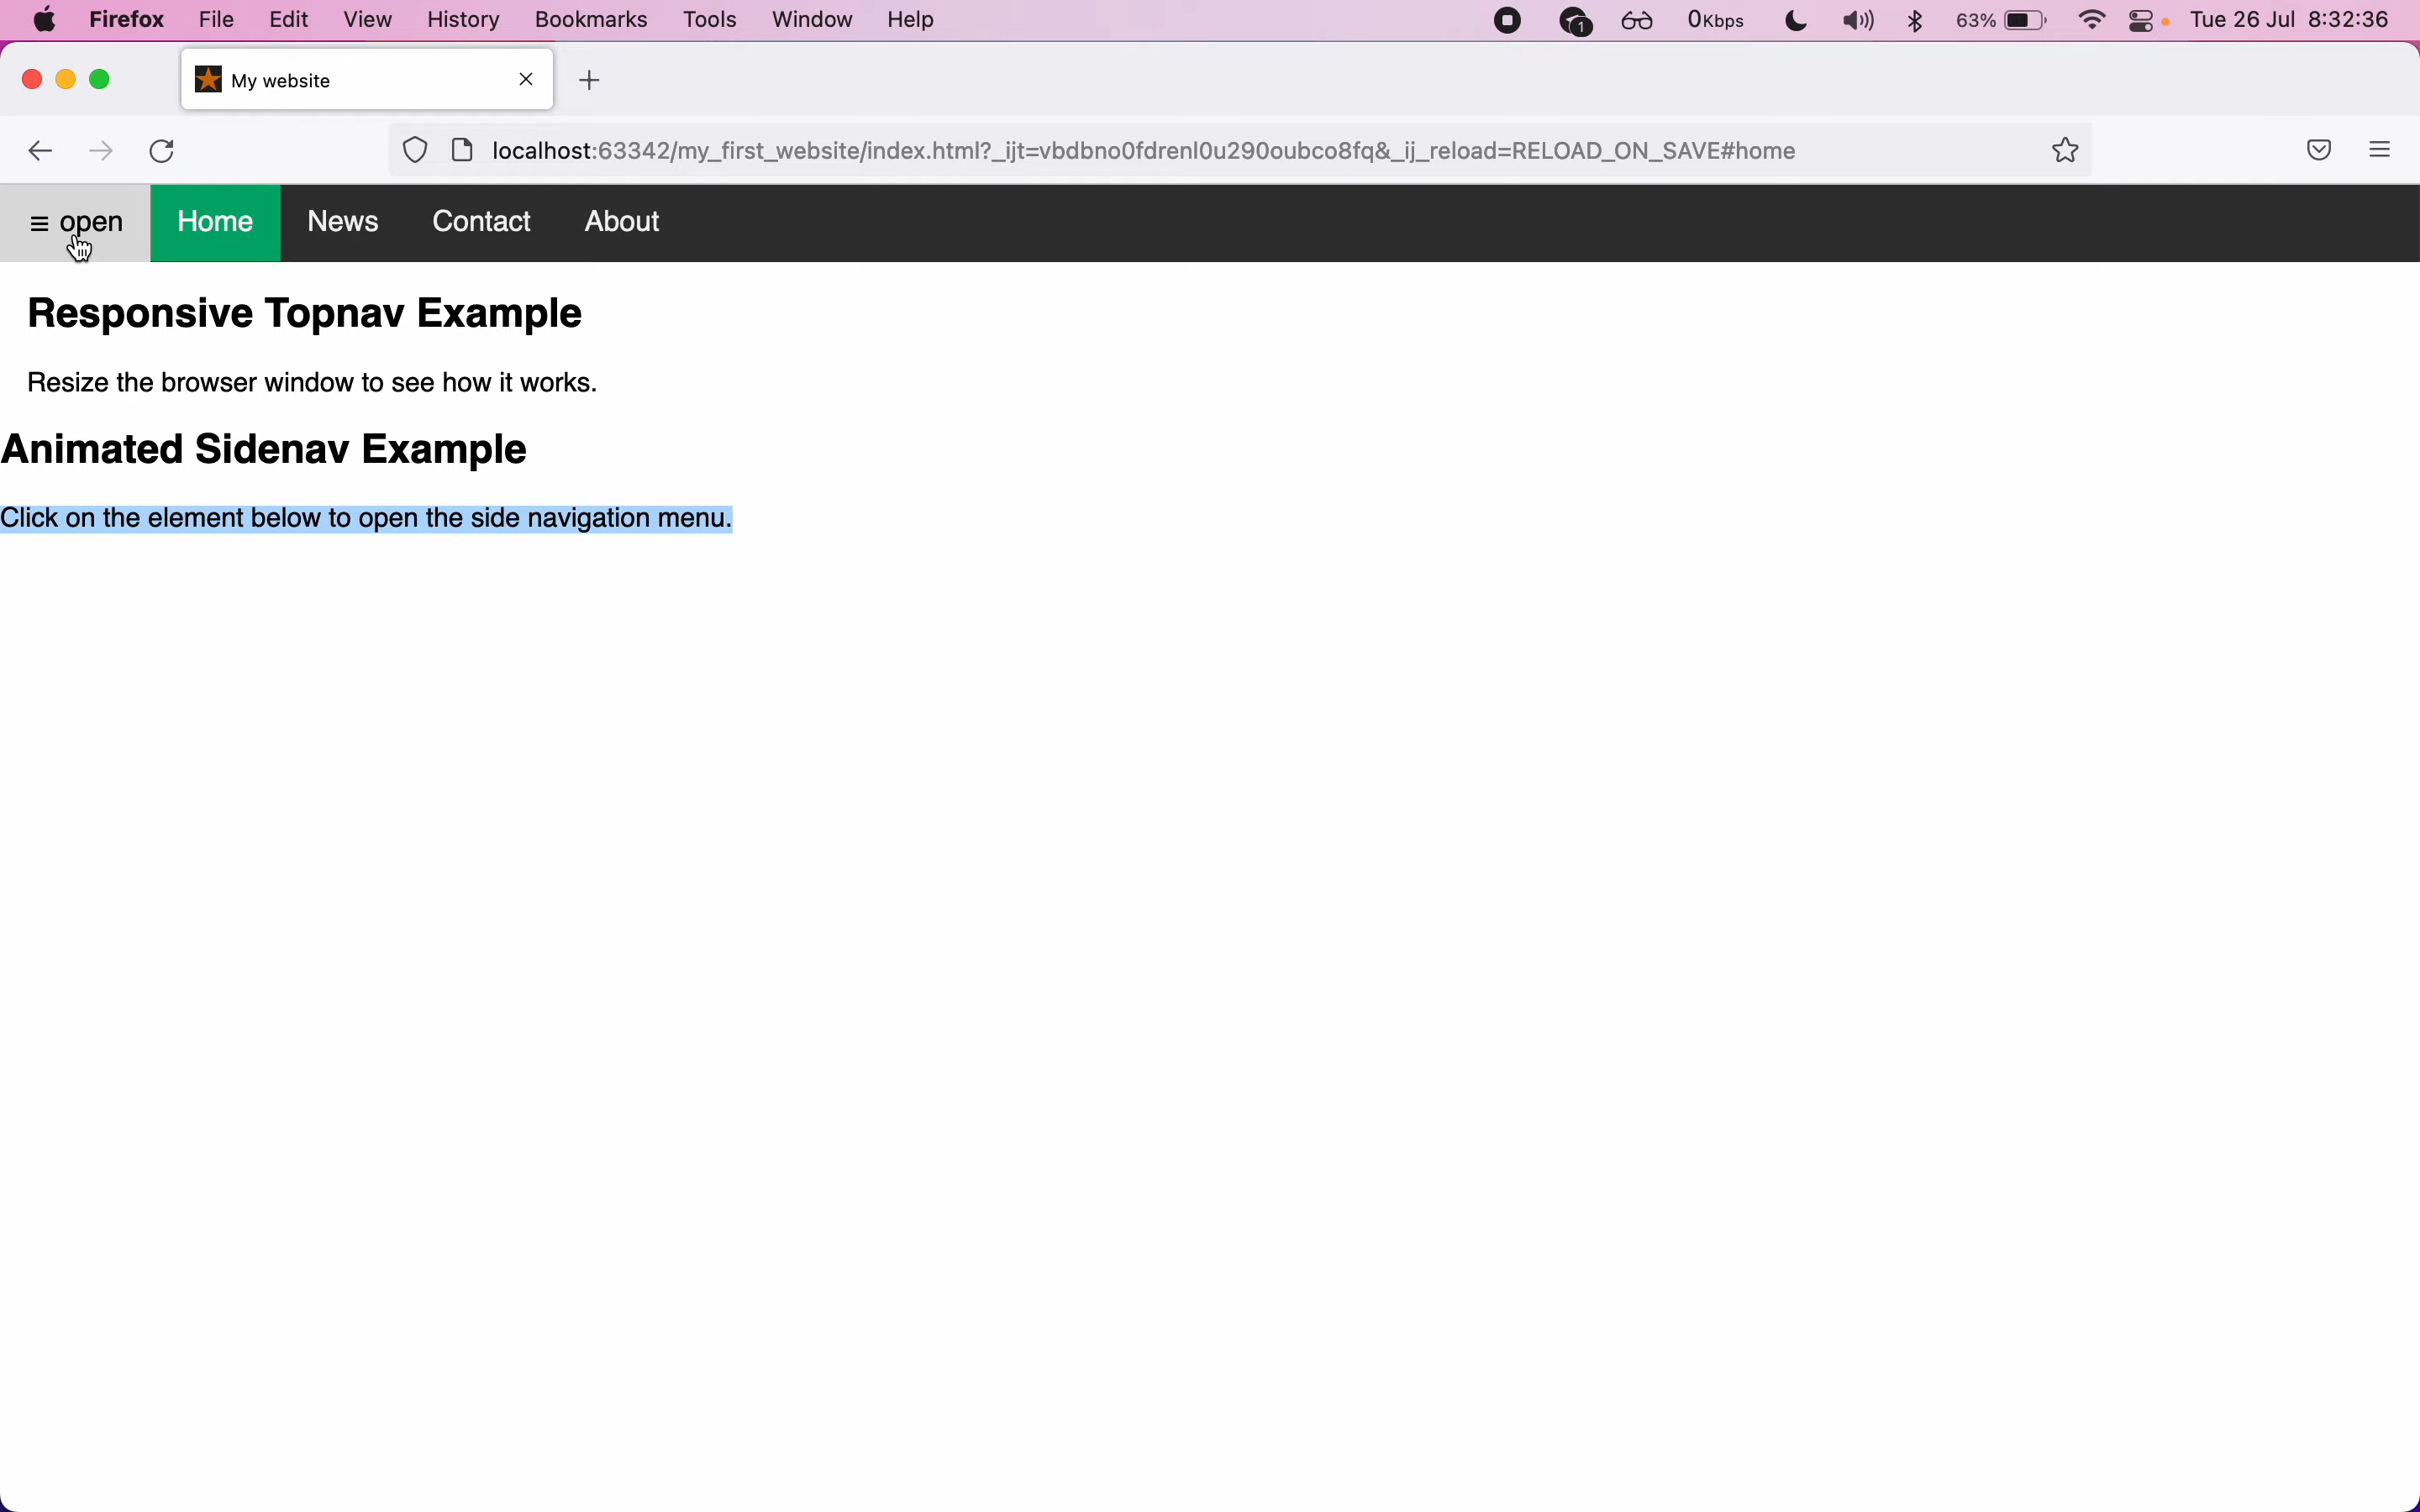 Firefox File Edit View History Bookmarks Tools Window Help 1 0Kbps 63% Tue 26 Jul 8:32:36
My website
localhost:63342/my_first_website/index.html?_ijt=vbdbno0fdrenl0u290oubco8fq&_ij_reload=RELOAD_ON_SAVE#home
≡ open Home News Contact About
Responsive Topnav Example
Resize the browser window to see how it works.
Animated Sidenav Example
Click on the element below to open the side navigation menu.